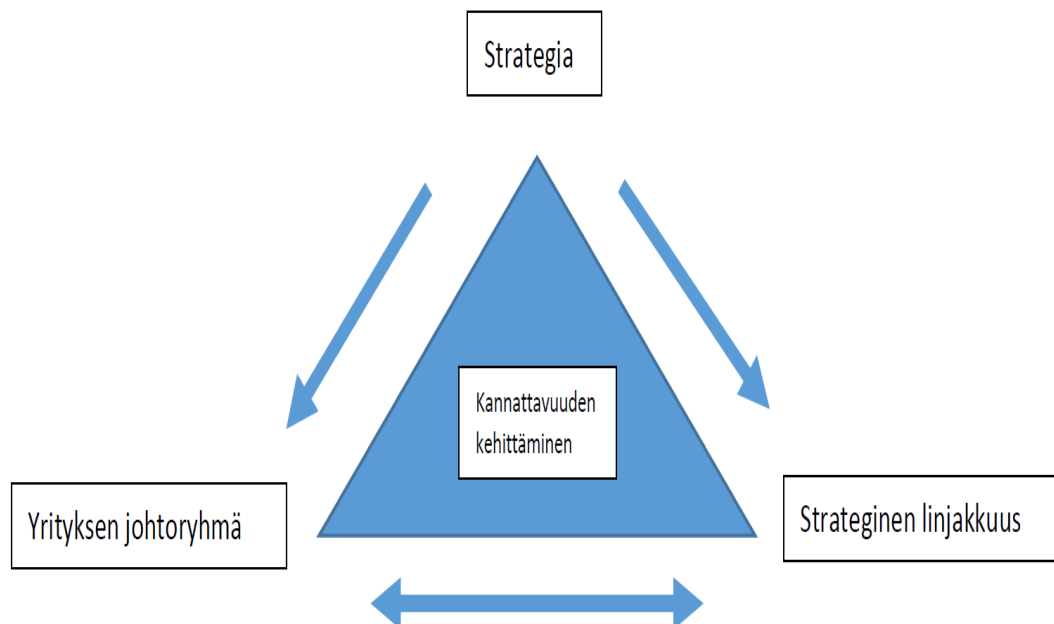 Strategia
Kannattavuuden
kehittäminen
Yrityksen johtoryhmä
Strateginen linjakkuus